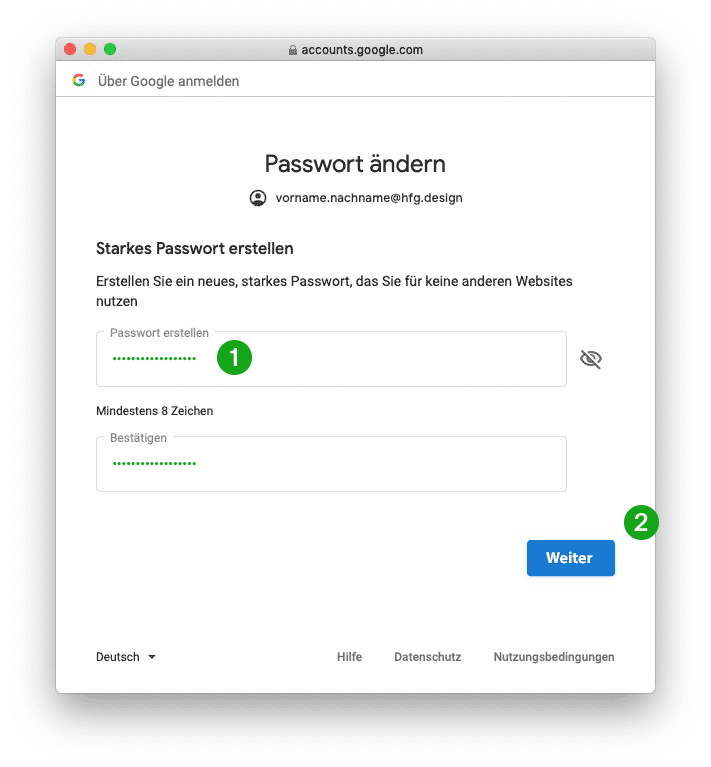 accounts.google.com
Über Google anmelden
Passwort ändern
vorname.nachname@hfg.design
Starkes Passwort erstellen
Erstellen Sie ein neues, starkes Passwort, das Sie für keine anderen Websites
nutzen
Passwort erstellen
1
Mindestens 8 Zeichen
Bestätigen
2
Weiter
Deutsch Hilfe Datenschutz Nutzungsbedingungen